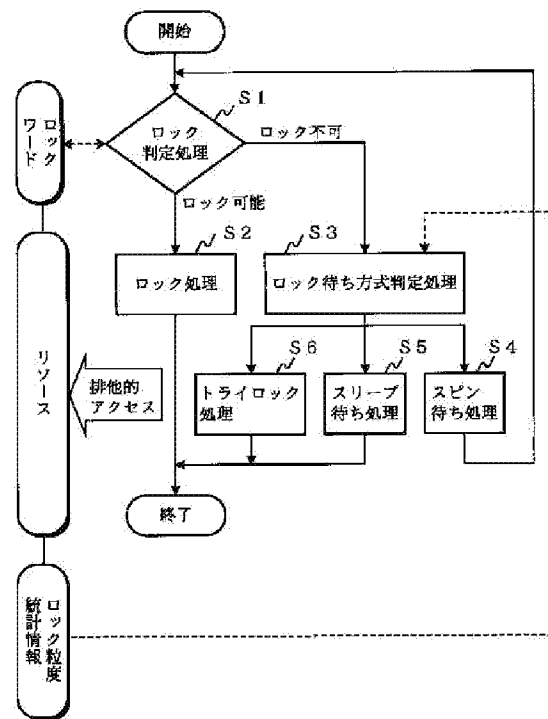 開始
S1
ロック
判定処理
ロック不可
ロック
ワード
ロック可能
S2
ロック処理
S3
ロック待ち方式判定処理
リソース
排他的
アクセス
S6
トライロック
処理
S5
スリープ
待ち処理
S4
スピン
待ち処理
終了
ロック粒度
統計情報